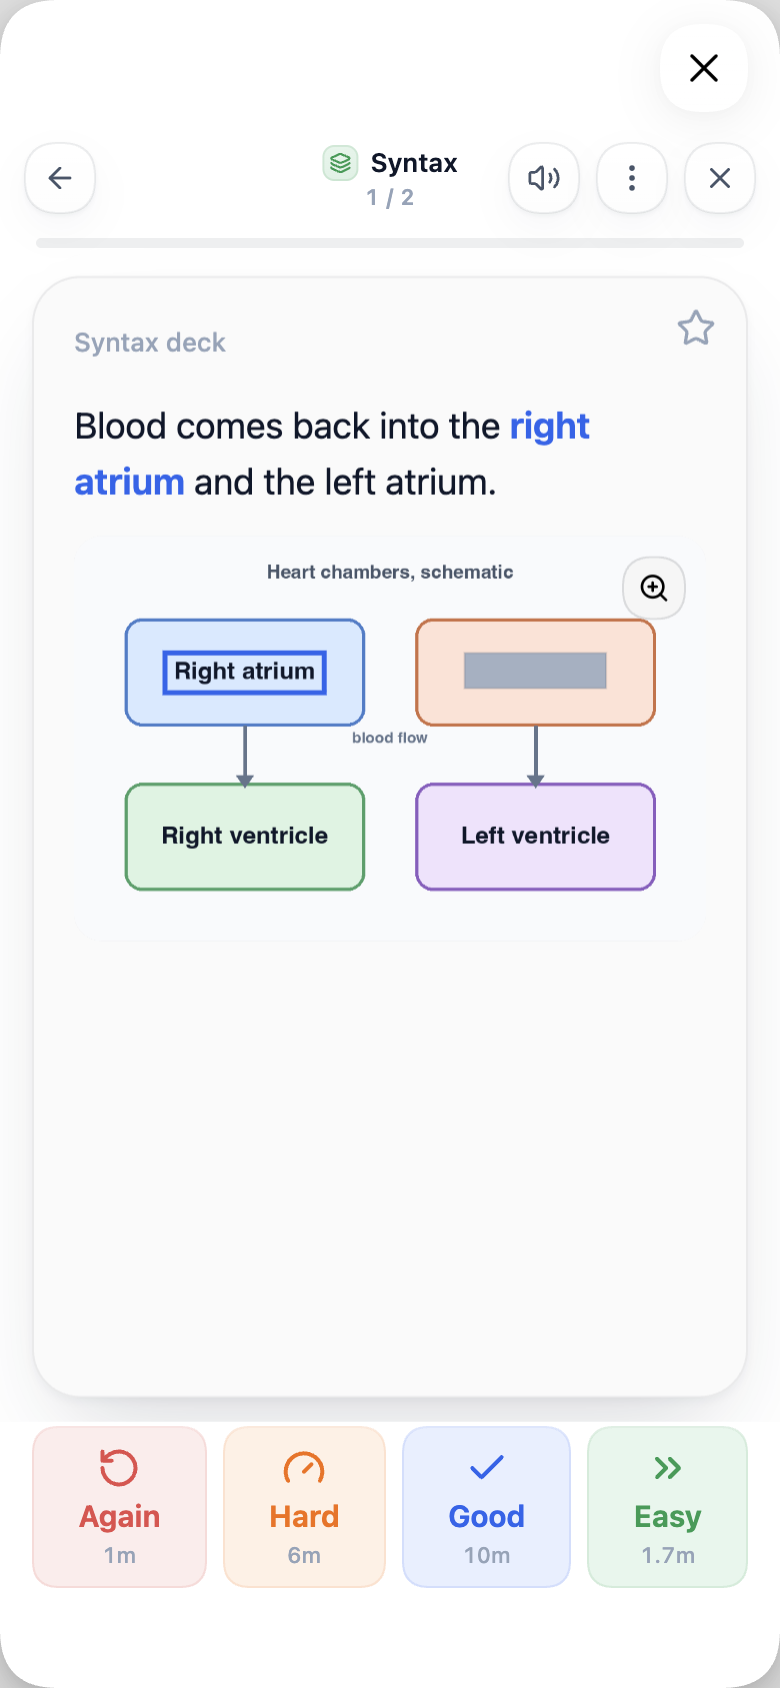 Syntax
1 / 2
Syntax deck
Blood comes back into the right
atrium and the left atrium.
Heart chambers, schematic
Right atrium
blood flow
Right ventricle
Left ventricle
Again
Hard
Good
Easy
1m
6m
10m
1.7m